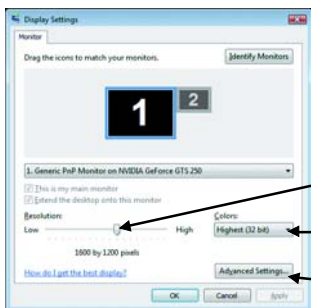 Display Settings
Monitor
Drag the icons to match your monitors.
Identify Monitors
1
2
1. Generic PnP Monitor on NVIDIA GeForce GTS 250
This is my main monitor
Extend the desktop onto this monitor
Resolution:
Colors:
Low
High
Highest (32 bit)
1600 by 1200 pixels
How do I get the best display?
Advanced Settings...
OK
Cancel
Apply